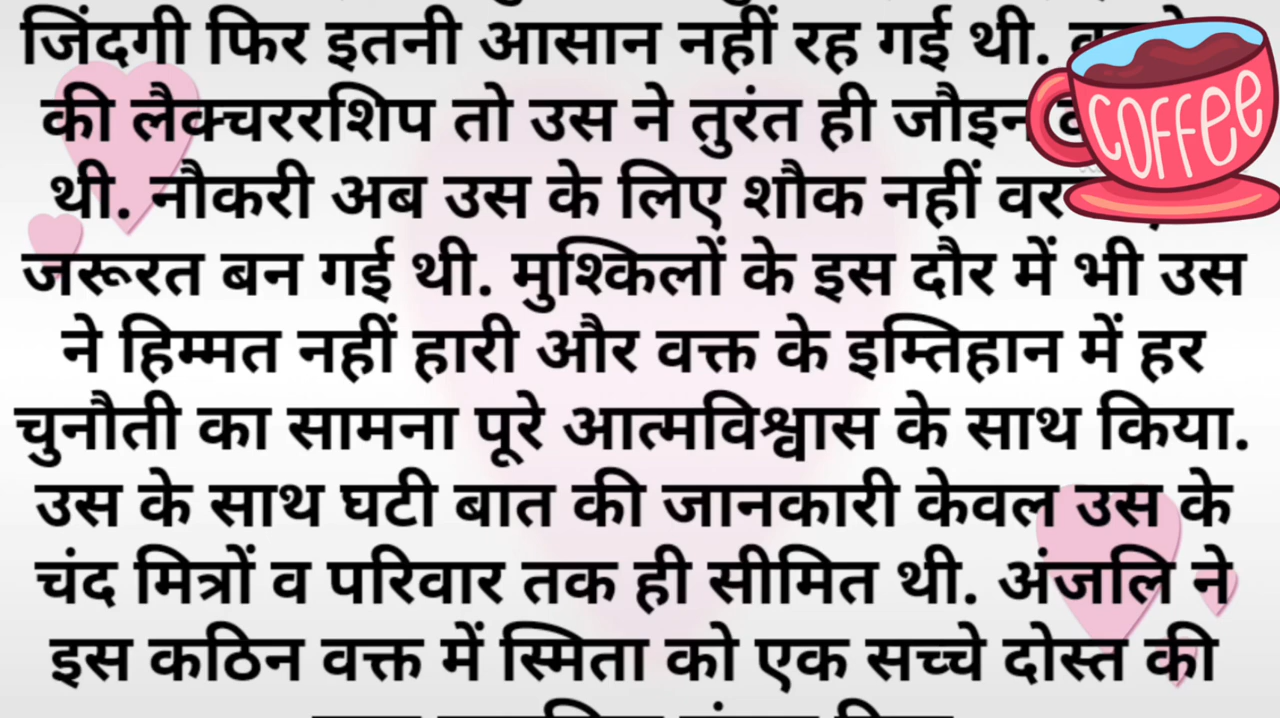 जिंदगी फिर इतनी आसान नहीं रह गई थी.
की लैक्चररशिप तो उस ने तुरंत ही जौइन
थी. नौकरी अब उस के लिए शौक नहीं
जरूरत बन गई थी. मुश्किलों के इस दौर में भी उस
ने हिम्मत नहीं हारी और वक्त के इम्तिहान में हर
चुनौती का सामना पूरे आत्मविश्वास के साथ किया.
उस के साथ घटी बात की जानकारी केवल उस के
चंद मित्रों व परिवार तक ही सीमित थी. अंजलि ने
इस कठिन वक्त में स्मिता को एक सच्चे दोस्त की
COFFee